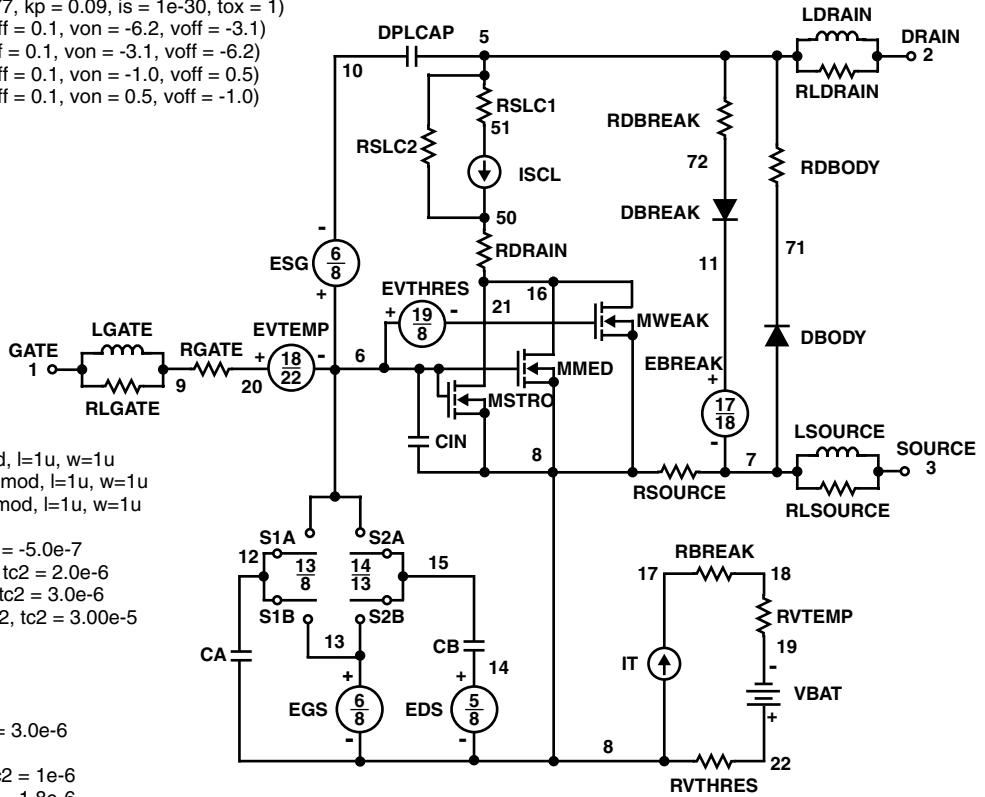 7, kp = 0.09, is = 1e-30, tox = 1)
ff = 0.1, von = -6.2, voff = -3.1)
f = 0.1, von = -3.1, voff = -6.2)
ff = 0.1, von = -1.0, voff = 0.5)
ff = 0.1, von = 0.5, voff = -1.0)
DPLCAP
5
10
LDRAIN
DRAIN
2
RLDRAIN
RSLC1
51
RSLC2
ISCL
50
RDRAIN
RDBREAK
72
DBREAK
11
RDBODY
71
DBODY
-
ESG
6
8
+
EVTHRES
+
19
8
-
21
16
MWEAK
MMED
MSTRO
EBREAK
+
17
18
-
LGATE
GATE
1
RLGATE
9
RGATE
20
EVTEMP
+
18
22
-
6
CIN
8
RSOURCE
7
LSOURCE
SOURCE
3
RLSOURCE
d, l=1u, w=1u
mod, l=1u, w=1u
mod, l=1u, w=1u
= -5.0e-7
tc2 = 2.0e-6
tc2 = 3.0e-6
2, tc2 = 3.00e-5
= 3.0e-6
c2 = 1e-6
S1A
S2A
12
13
8
14
13
15
S1B
S2B
13
CA
CB
14
+
EGS
6
8
-
+
EDS
5
8
-
8
RBREAK
17
18
RVTEMP
19
IT
-
VBAT
+
22
RVTHRES